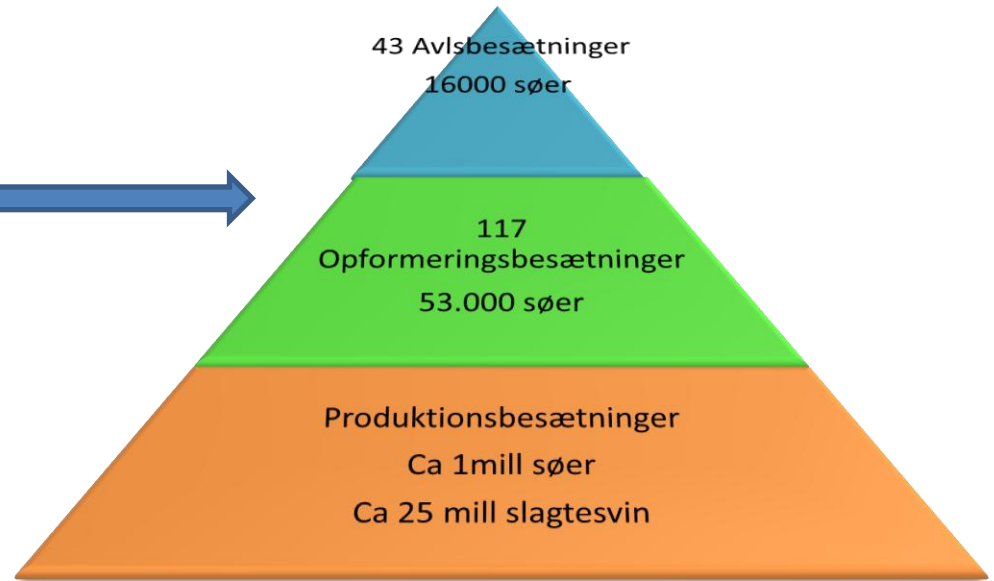 43 Avlsbesætninger
16000 søer
117
Opformeringsbesætninger
53.000 søer
Produktionsbesætninger
Ca 1mill søer
Ca 25 mill slagtesvin